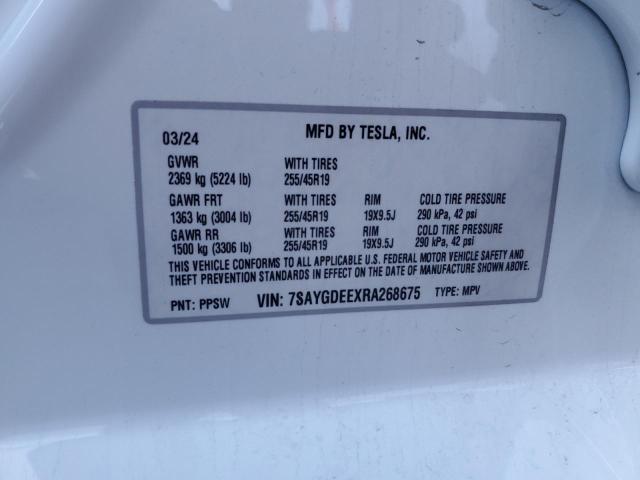 03/24 MFD BY TESLA, INC.
GVWR WITH TIRES
2369 kg (5224 lb) 255/45R19
GAWR FRT WITH TIRES RIM COLD TIRE PRESSURE
1363 kg (3004 lb) 255/45R19 19X9.5J 290 kPa, 42 psi
GAWR RR WITH TIRES RIM COLD TIRE PRESSURE
1500 kg (3306 lb) 255/45R19 19X9.5J 290 kPa, 42 psi
THIS VEHICLE CONFORMS TO ALL APPLICABLE U.S. FEDERAL MOTOR VEHICLE SAFETY AND
THEFT PREVENTION STANDARDS IN EFFECT ON THE DATE OF MANUFACTURE SHOWN ABOVE.
PNT: PPSW VIN: 7SAYGDEEXRA268675 TYPE: MPV